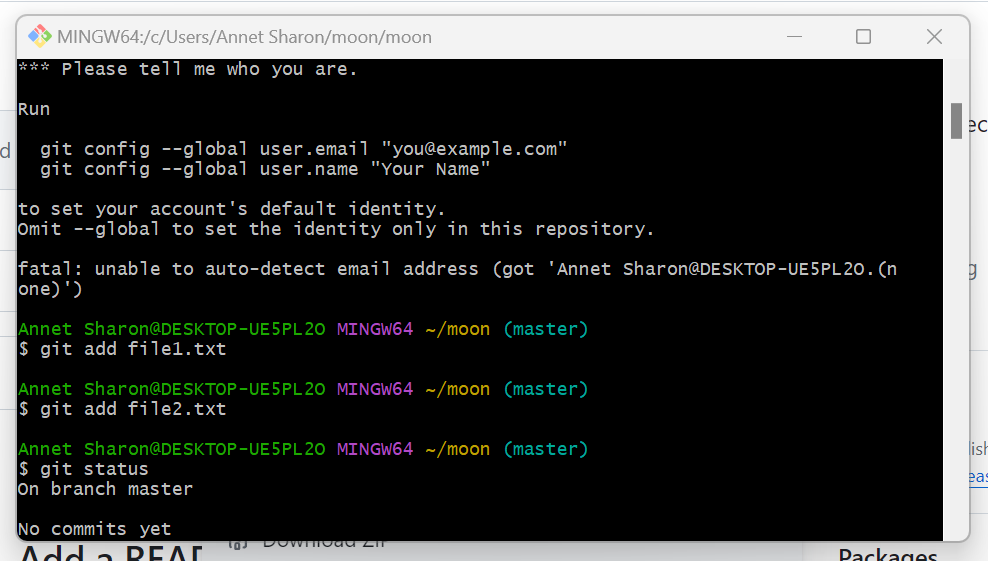 MINGW64:/c/Users/Annet Sharon/moon/moon
*** Please tell me who you are.
Run
git config --global user.email "you@example.com"
git config --global user.name "Your Name"
to set your account's default identity.
Omit --global to set the identity only in this repository.
fatal: unable to auto-detect email address (got 'Annet Sharon@DESKTOP-UE5PL2O.(n
one)')
Annet Sharon@DESKTOP-UE5PL2O MINGW64 ~/moon (master)
$ git add file1.txt
Annet Sharon@DESKTOP-UE5PL2O MINGW64 ~/moon (master)
$ git add file2.txt
Annet Sharon@DESKTOP-UE5PL2O MINGW64 ~/moon (master)
$ git status
On branch master
No commits yet
Download ZIP
Add a READ
Packages